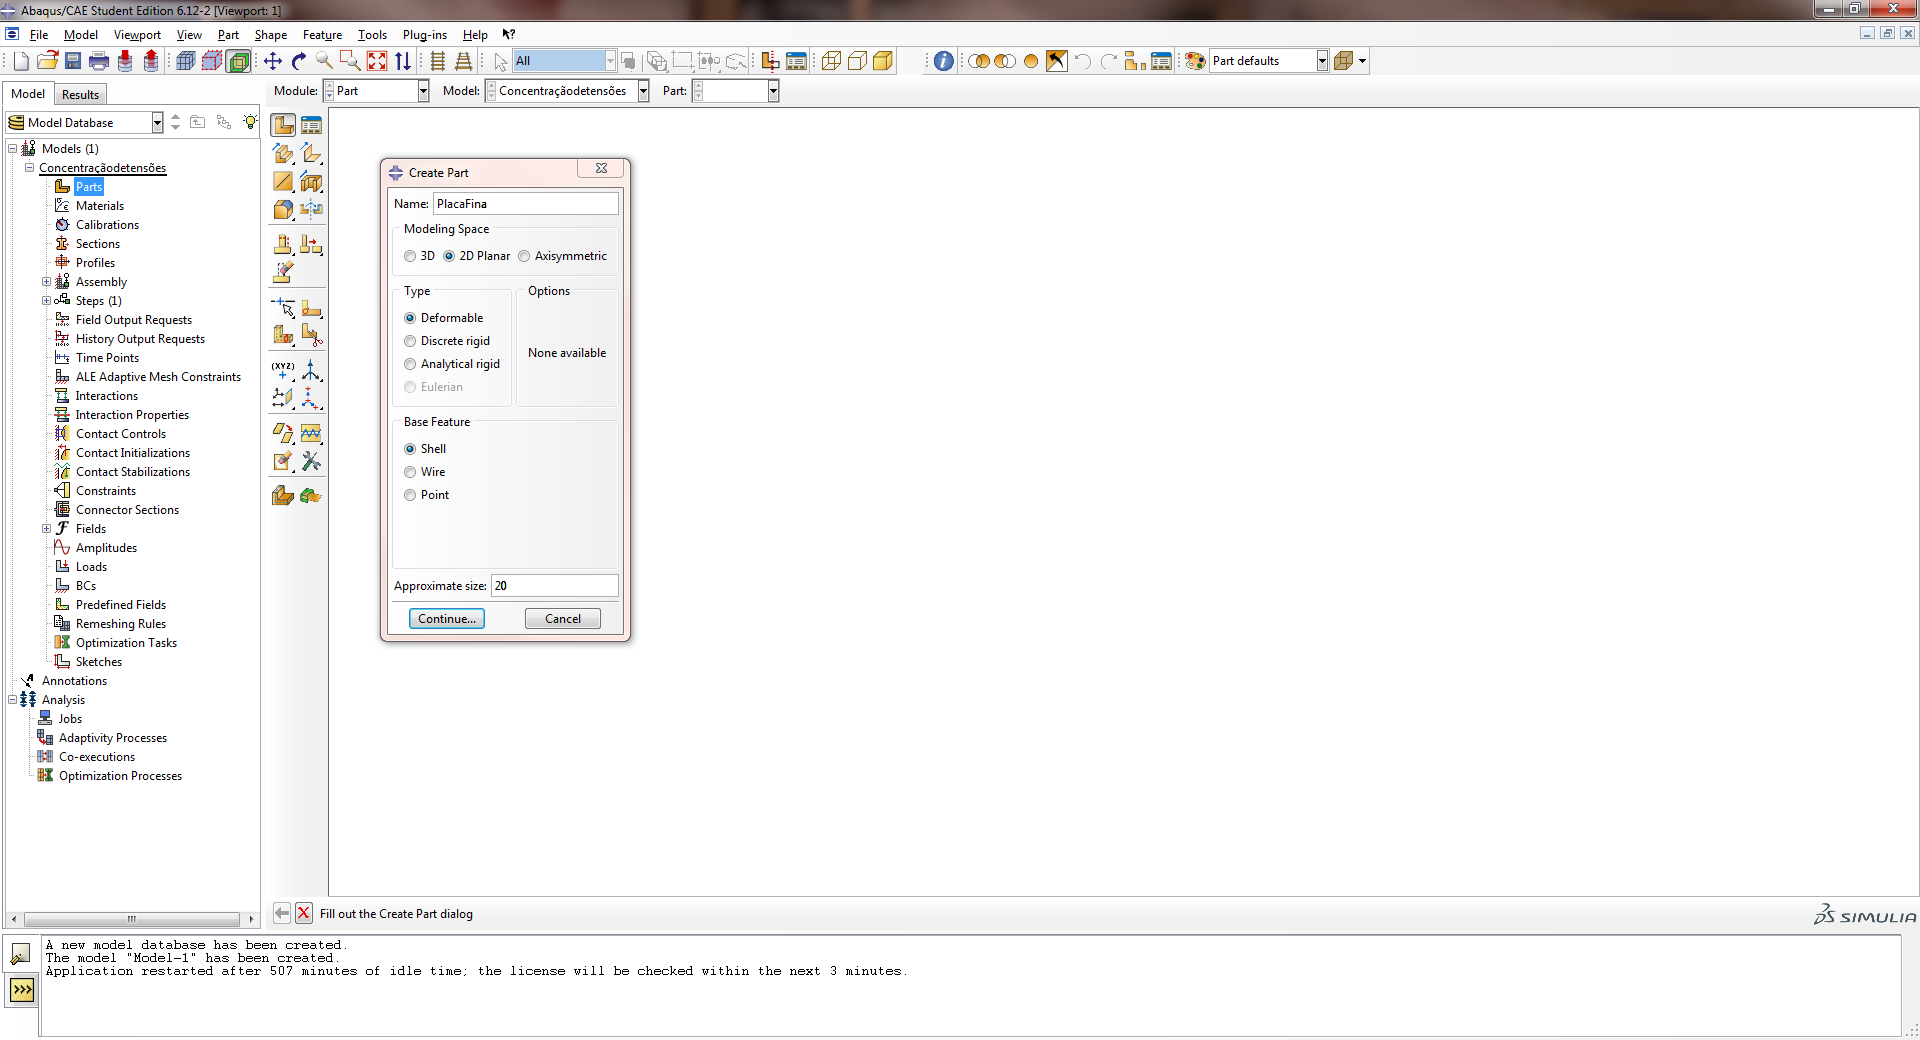 Abaqus/CAE Student Edition 6.12-2 [Viewport: 1]
File Model Viewport View Part Shape Feature Tools Plug-ins Help
All
Part defaults
Model Results
Module: Part Model: Concentraçãodetensões Part:
Model Database
Models (1)
Concentraçãodetensões
Parts
Materials
Calibrations
Sections
Profiles
Assembly
Steps (1)
Field Output Requests
History Output Requests
Time Points
ALE Adaptive Mesh Constraints
Interactions
Interaction Properties
Contact Controls
Contact Initializations
Contact Stabilizations
Constraints
Connector Sections
Fields
Amplitudes
Loads
BCs
Predefined Fields
Remeshing Rules
Optimization Tasks
Sketches
Annotations
Analysis
Jobs
Adaptivity Processes
Co-executions
Optimization Processes
(XYZ)
Create Part
Name: PlacaFina
Modeling Space
3D 2D Planar Axisymmetric
Type
Options
Deformable
Discrete rigid
Analytical rigid
Eulerian
None available
Base Feature
Shell
Wire
Point
Approximate size: 20
Continue... Cancel
Fill out the Create Part dialog
SIMULIA
A new model database has been created.
The model "Model-1" has been created.
Application restarted after 507 minutes of idle time; the license will be checked within the next 3 minutes.
>>>